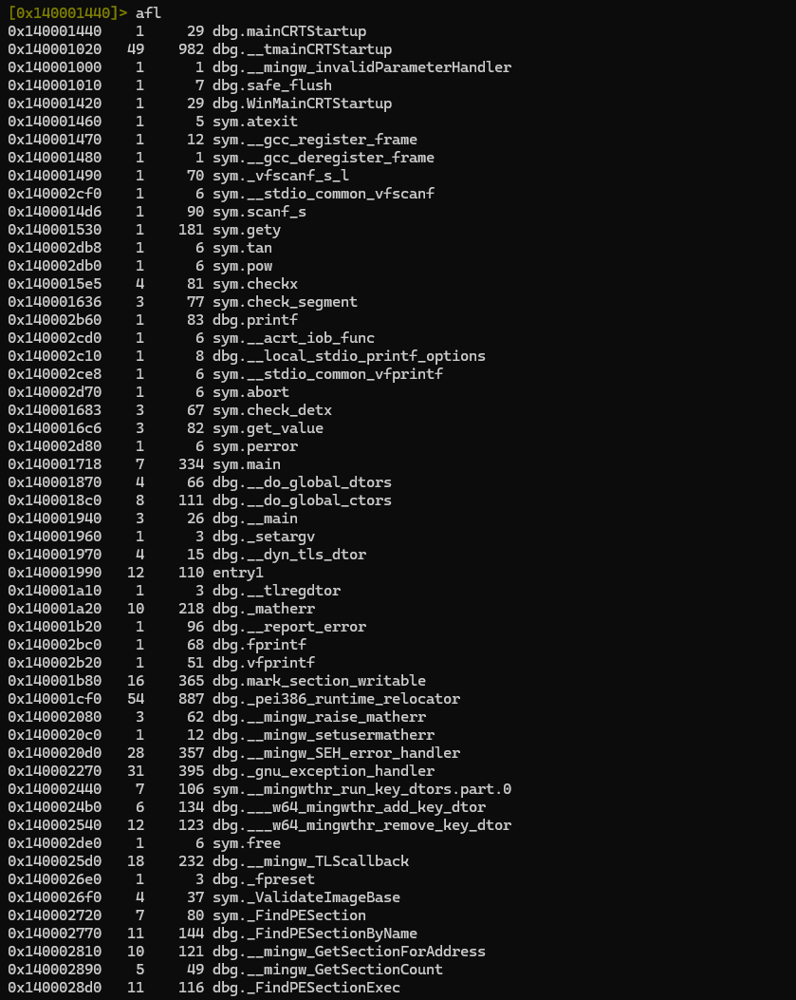 [0x140001440]> afl
0x140001440    1     29 dbg.mainCRTStartup
0x140001020   49    982 dbg.__tmainCRTStartup
0x140001000    1      1 dbg.__mingw_invalidParameterHandler
0x140001010    1      7 dbg.safe_flush
0x140001420    1     29 dbg.WinMainCRTStartup
0x140001460    1      5 sym.atexit
0x140001470    1     12 sym.__gcc_register_frame
0x140001480    1      1 sym.__gcc_deregister_frame
0x140001490    1     70 sym._vfscanf_s_l
0x140002cf0    1      6 sym.__stdio_common_vfscanf
0x1400014d6    1     90 sym.scanf_s
0x140001530    1    181 sym.gety
0x140002db8    1      6 sym.tan
0x140002db0    1      6 sym.pow
0x1400015e5    4     81 sym.checkx
0x140001636    3     77 sym.check_segment
0x140002b60    1     83 dbg.printf
0x140002cd0    1      6 sym.__acrt_iob_func
0x140002c10    1      8 dbg.__local_stdio_printf_options
0x140002ce8    1      6 sym.__stdio_common_vfprintf
0x140002d70    1      6 sym.abort
0x140001683    3     67 sym.check_detx
0x1400016c6    3     82 sym.get_value
0x140002d80    1      6 sym.perror
0x140001718    7    334 sym.main
0x140001870    4     66 dbg.__do_global_dtors
0x1400018c0    8    111 dbg.__do_global_ctors
0x140001940    3     26 dbg.__main
0x140001960    1      3 dbg._setargv
0x140001970    4     15 dbg.__dyn_tls_dtor
0x140001990   12    110 entry1
0x140001a10    1      3 dbg.__tlregdtor
0x140001a20   10    218 dbg._matherr
0x140001b20    1     96 dbg.__report_error
0x140002bc0    1     68 dbg.fprintf
0x140002b20    1     51 dbg.vfprintf
0x140001b80   16    365 dbg.mark_section_writable
0x140001cf0   54    887 dbg._pei386_runtime_relocator
0x140002080    3     62 dbg.__mingw_raise_matherr
0x1400020c0    1     12 dbg.__mingw_setusermatherr
0x1400020d0   28    357 dbg.__mingw_SEH_error_handler
0x140002270   31    395 dbg._gnu_exception_handler
0x140002440    7    106 sym.__mingwthr_run_key_dtors.part.0
0x1400024b0    6    134 dbg.___w64_mingwthr_add_key_dtor
0x140002540   12    123 dbg.___w64_mingwthr_remove_key_dtor
0x140002de0    1      6 sym.free
0x1400025d0   18    232 dbg.__mingw_TLScallback
0x1400026e0    1      3 dbg._fpreset
0x1400026f0    4     37 sym._ValidateImageBase
0x140002720    7     80 sym._FindPESection
0x140002770   11    144 dbg._FindPESectionByName
0x140002810   10    121 dbg.__mingw_GetSectionForAddress
0x140002890    5     49 dbg.__mingw_GetSectionCount
0x1400028d0   11    116 dbg._FindPESectionExec